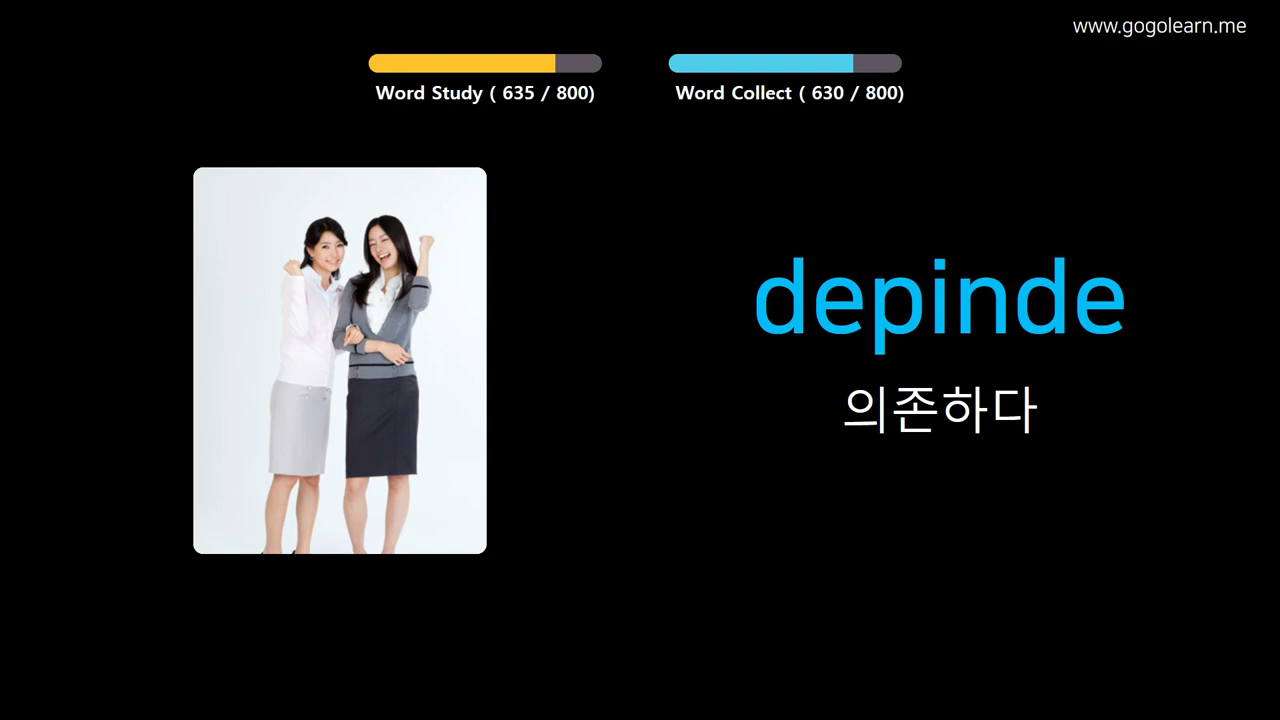 www.gogolearn.me
Word Study ( 635 / 800)
Word Collect ( 630 / 800)
depinde
의존하다